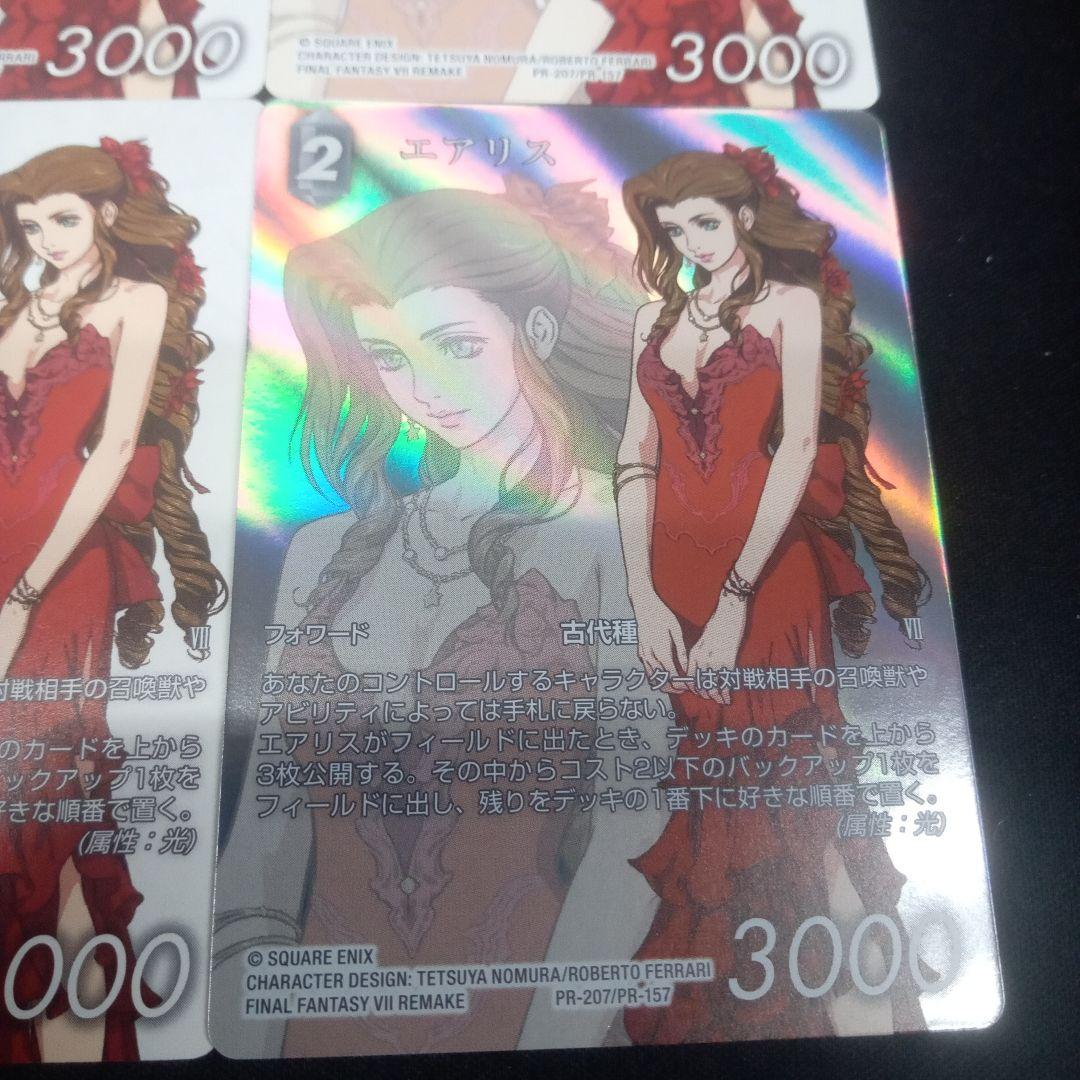 FERRARI
3000
© SQUARE ENIX
CHARACTER DESIGN: TETSUYA NOMURA/ROBERTO FERRARI
FINAL FANTASY VII REMAKE PR-207/PR-157
3000
VII
対戦相手の召喚獣や
のカードを上から
バックアップ1枚を
好きな順番で置く。
(属性：光)
000
2
エアリス
フォワード 古代種 VII
あなたのコントロールするキャラクターは対戦相手の召喚獣や
アビリティによっては手札に戻らない。
エアリスがフィールドに出たとき、デッキのカードを上から
3枚公開する。その中からコスト2以下のバックアップ1枚を
フィールドに出し、残りをデッキの1番下に好きな順番で置く。
(属性：光)
© SQUARE ENIX
CHARACTER DESIGN: TETSUYA NOMURA/ROBERTO FERRARI
FINAL FANTASY VII REMAKE PR-207/PR-157
3000